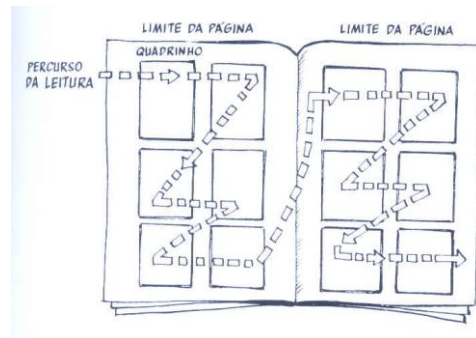 LIMITE DA PÁGINA
LIMITE DA PÁGINA
QUADRINHO
PERCURSO
DA LEITURA